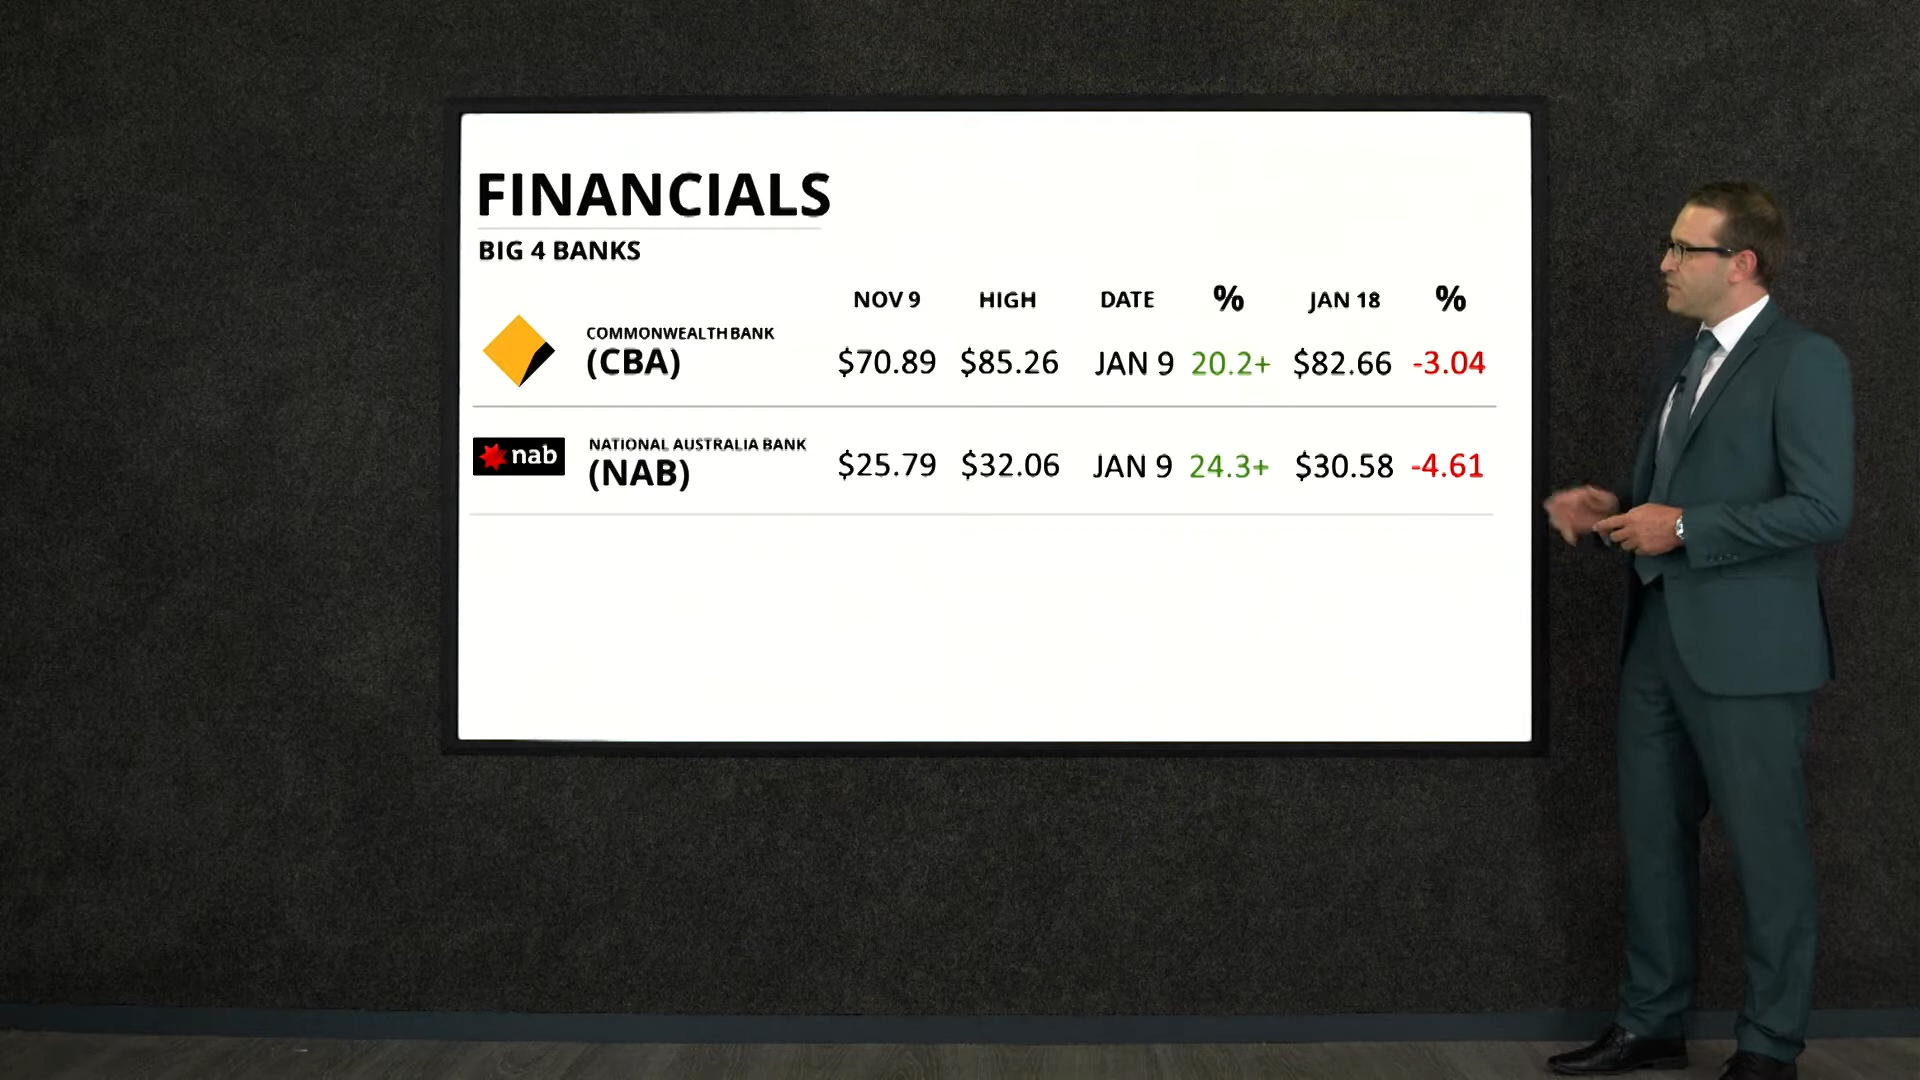 FINANCIALS
BIG 4 BANKS
NOV 9 HIGH DATE % JAN 18 %
COMMONWEALTH BANK
(CBA) $70.89 $85.26 JAN 9 20.2+ $82.66 -3.04
nab NATIONAL AUSTRALIA BANK
(NAB) $25.79 $32.06 JAN 9 24.3+ $30.58 -4.61